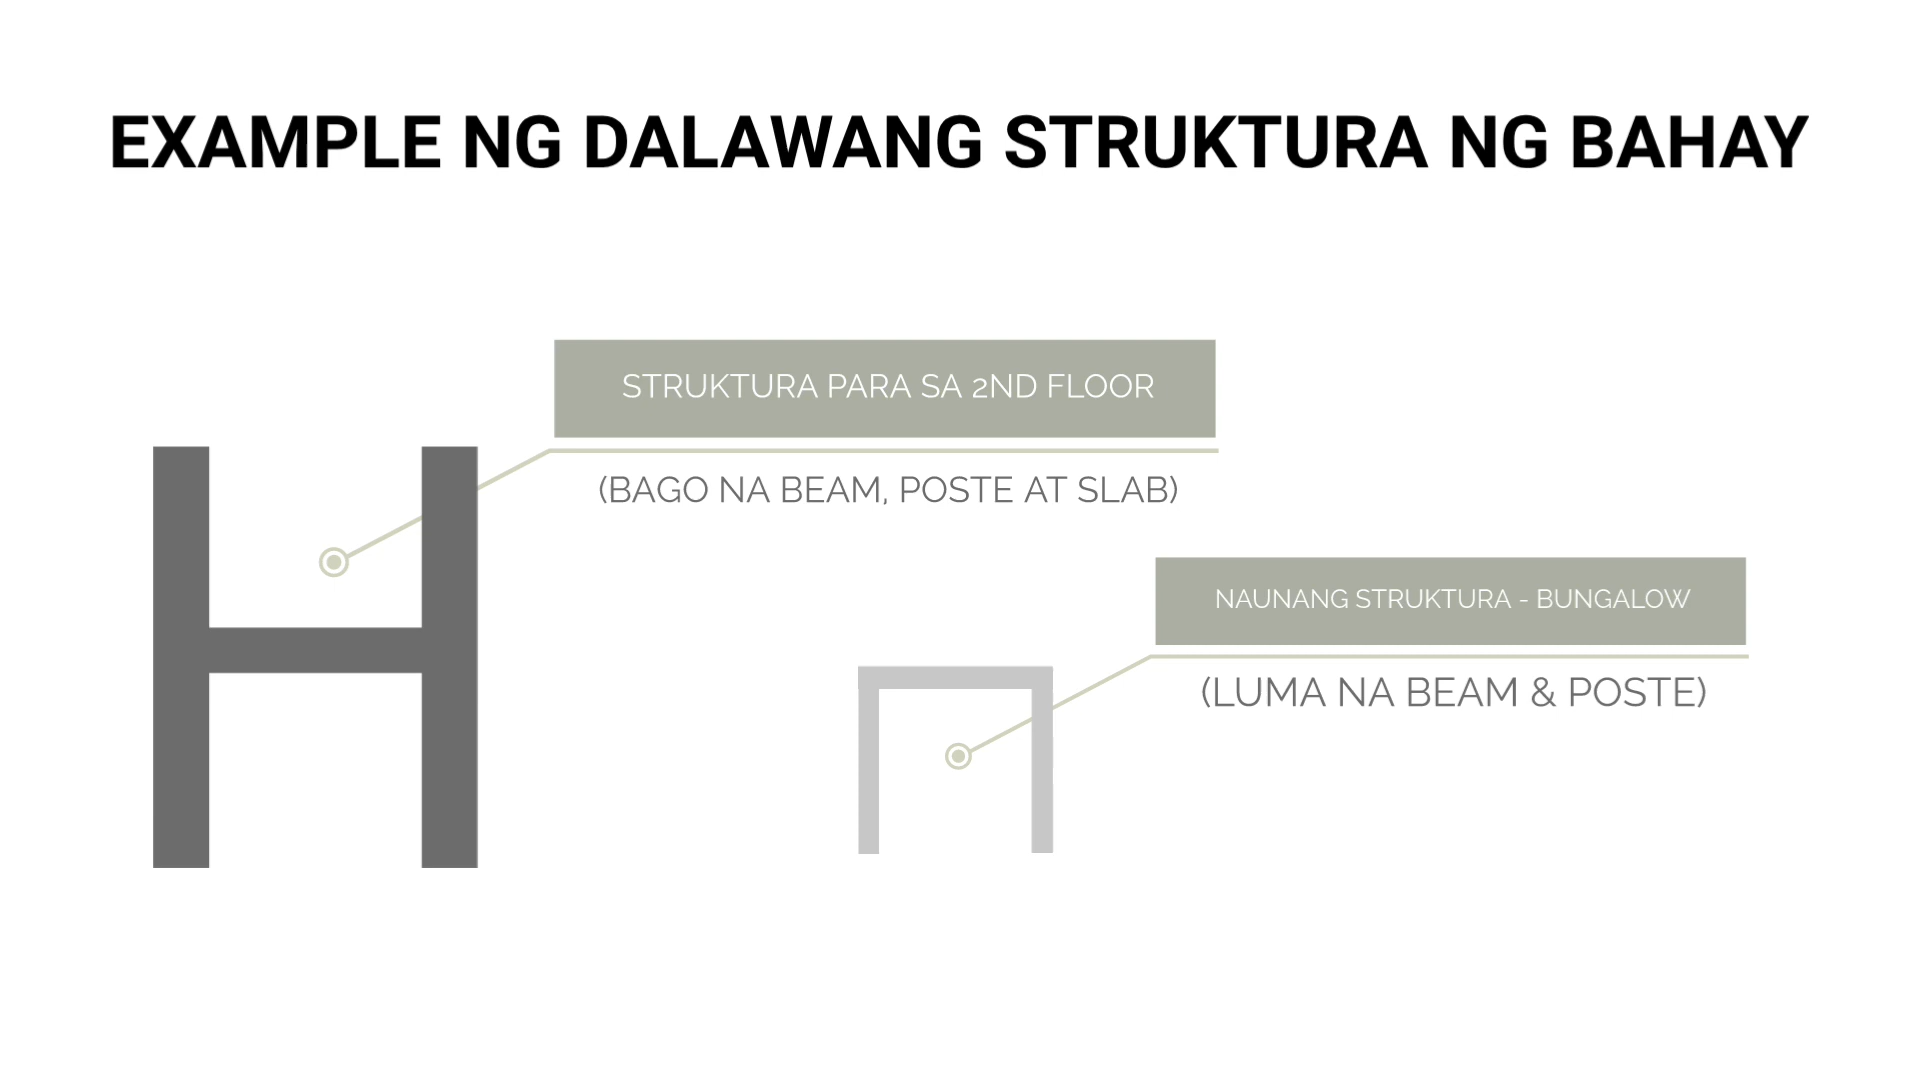 EXAMPLE NG DALAWANG STRUKTURA NG BAHAY
STRUKTURA PARA SA 2ND FLOOR
(BAGO NA BEAM, POSTE AT SLAB)
NAUNANG STRUKTURA - BUNGALOW
(LUMA NA BEAM & POSTE)